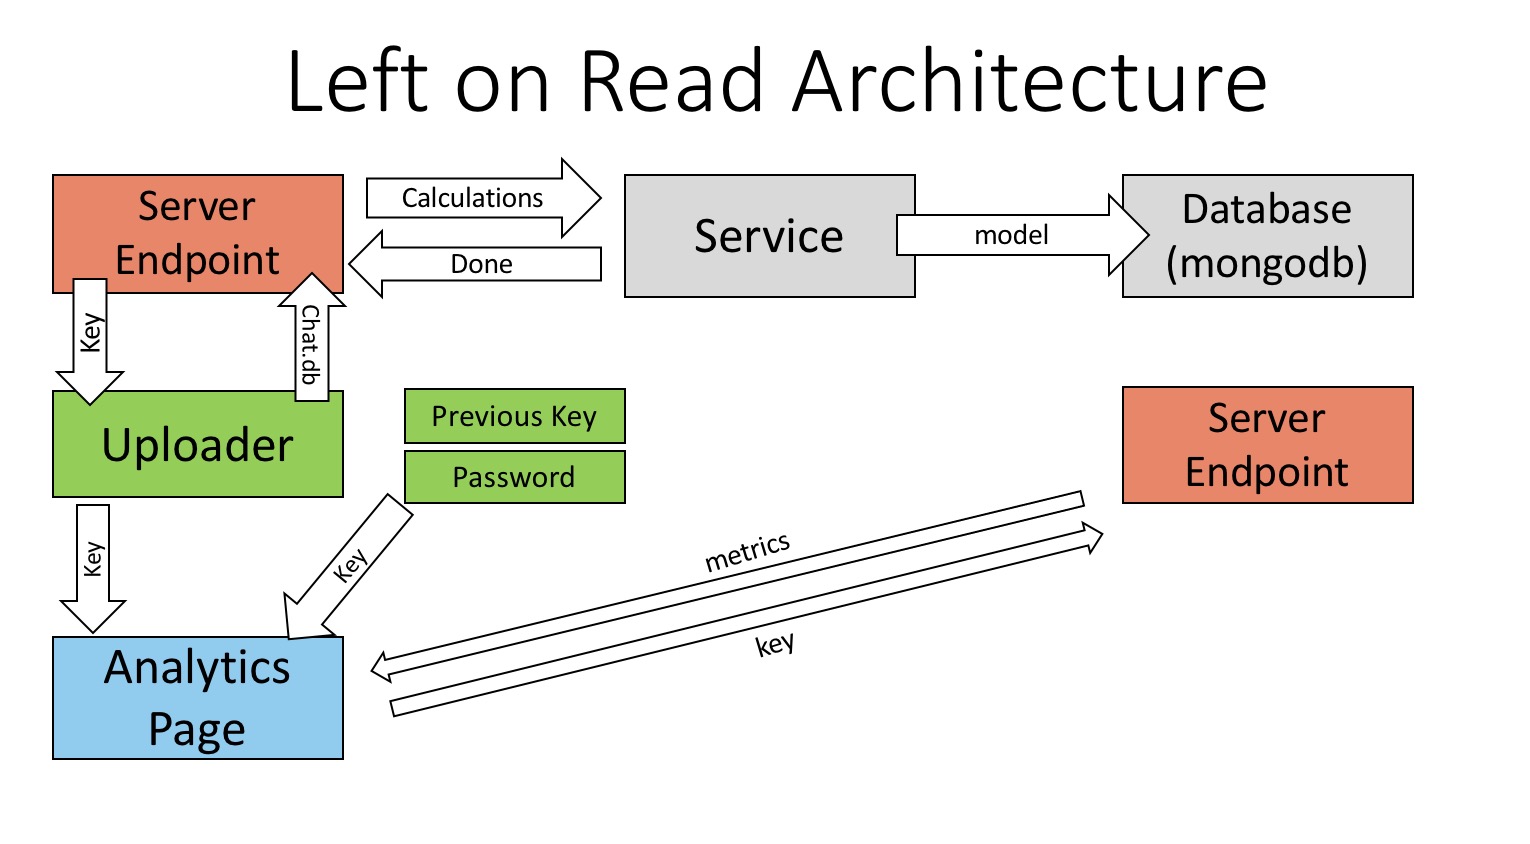 Left on Read Architecture
Server
Endpoint
Calculations
Done
Service
model
Database
(mongodb)
Key
Chat.db
Uploader
Previous Key
Password
Server
Endpoint
Key
Key
metrics
key
Analytics
Page